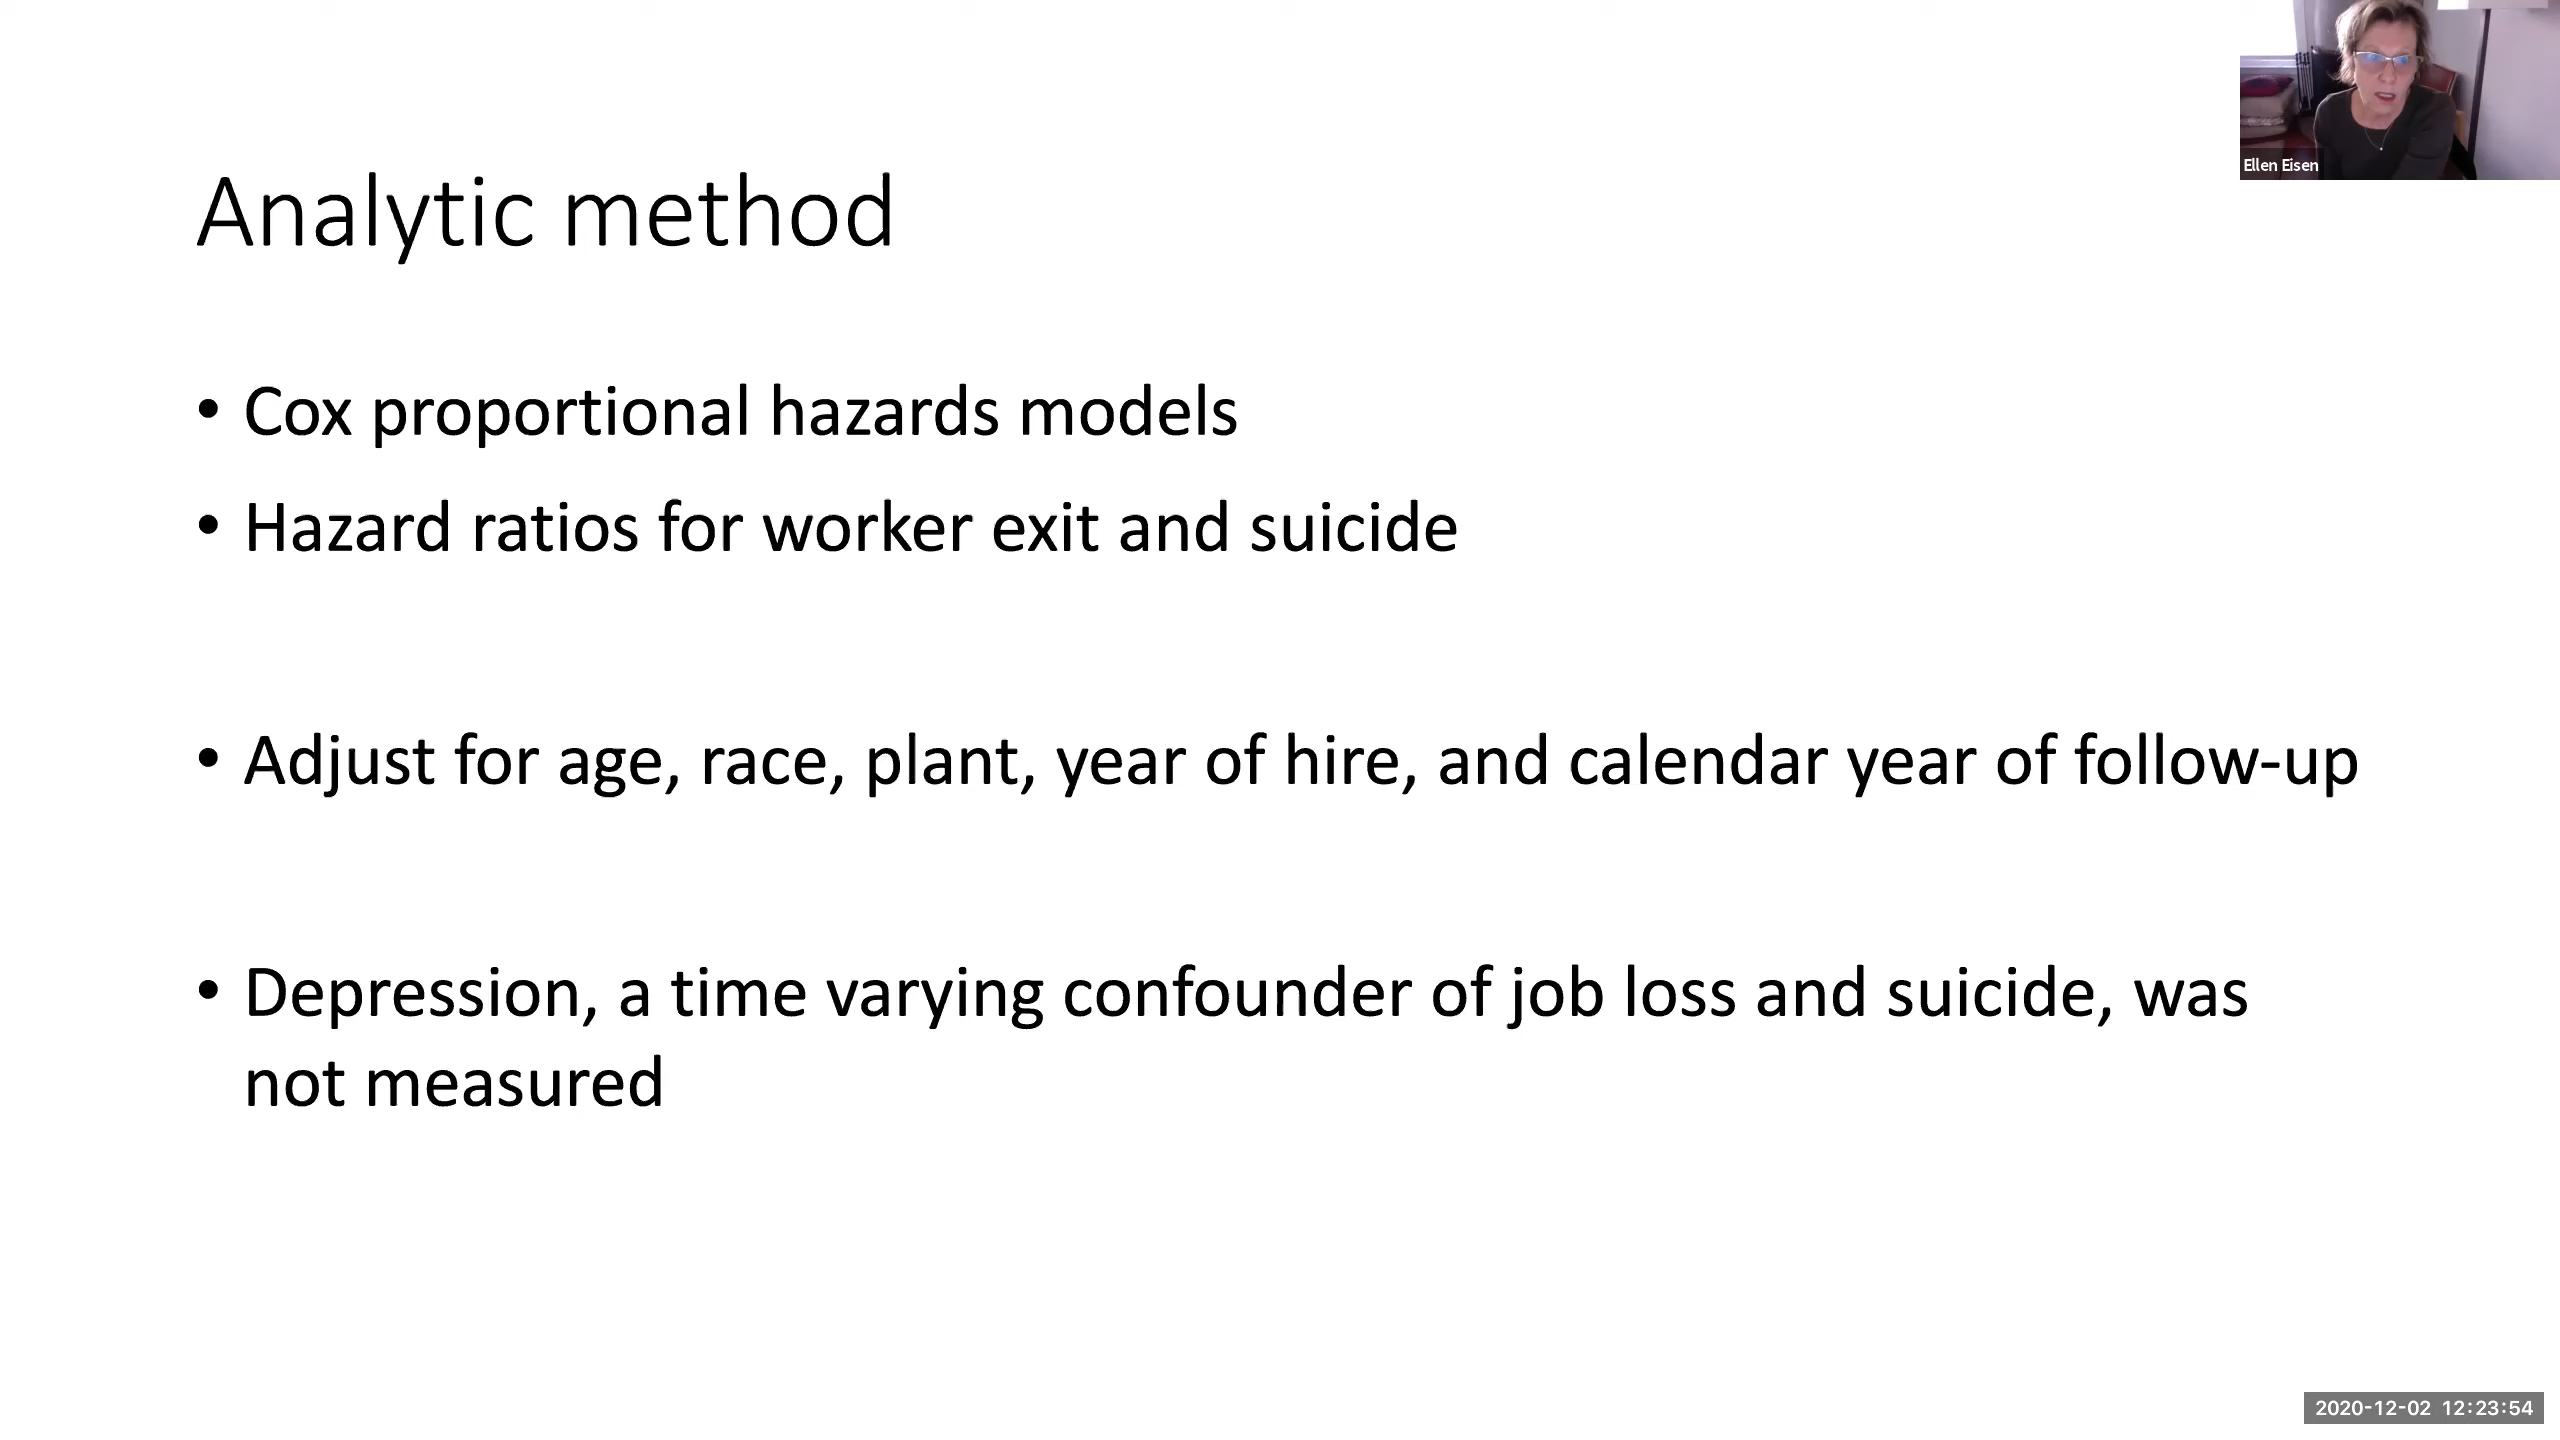 Ellen Eisen
Analytic method
• Cox proportional hazards models
• Hazard ratios for worker exit and suicide
• Adjust for age, race, plant, year of hire, and calendar year of follow-up
• Depression, a time varying confounder of job loss and suicide, was
not measured
2020-12-02 12:23:54